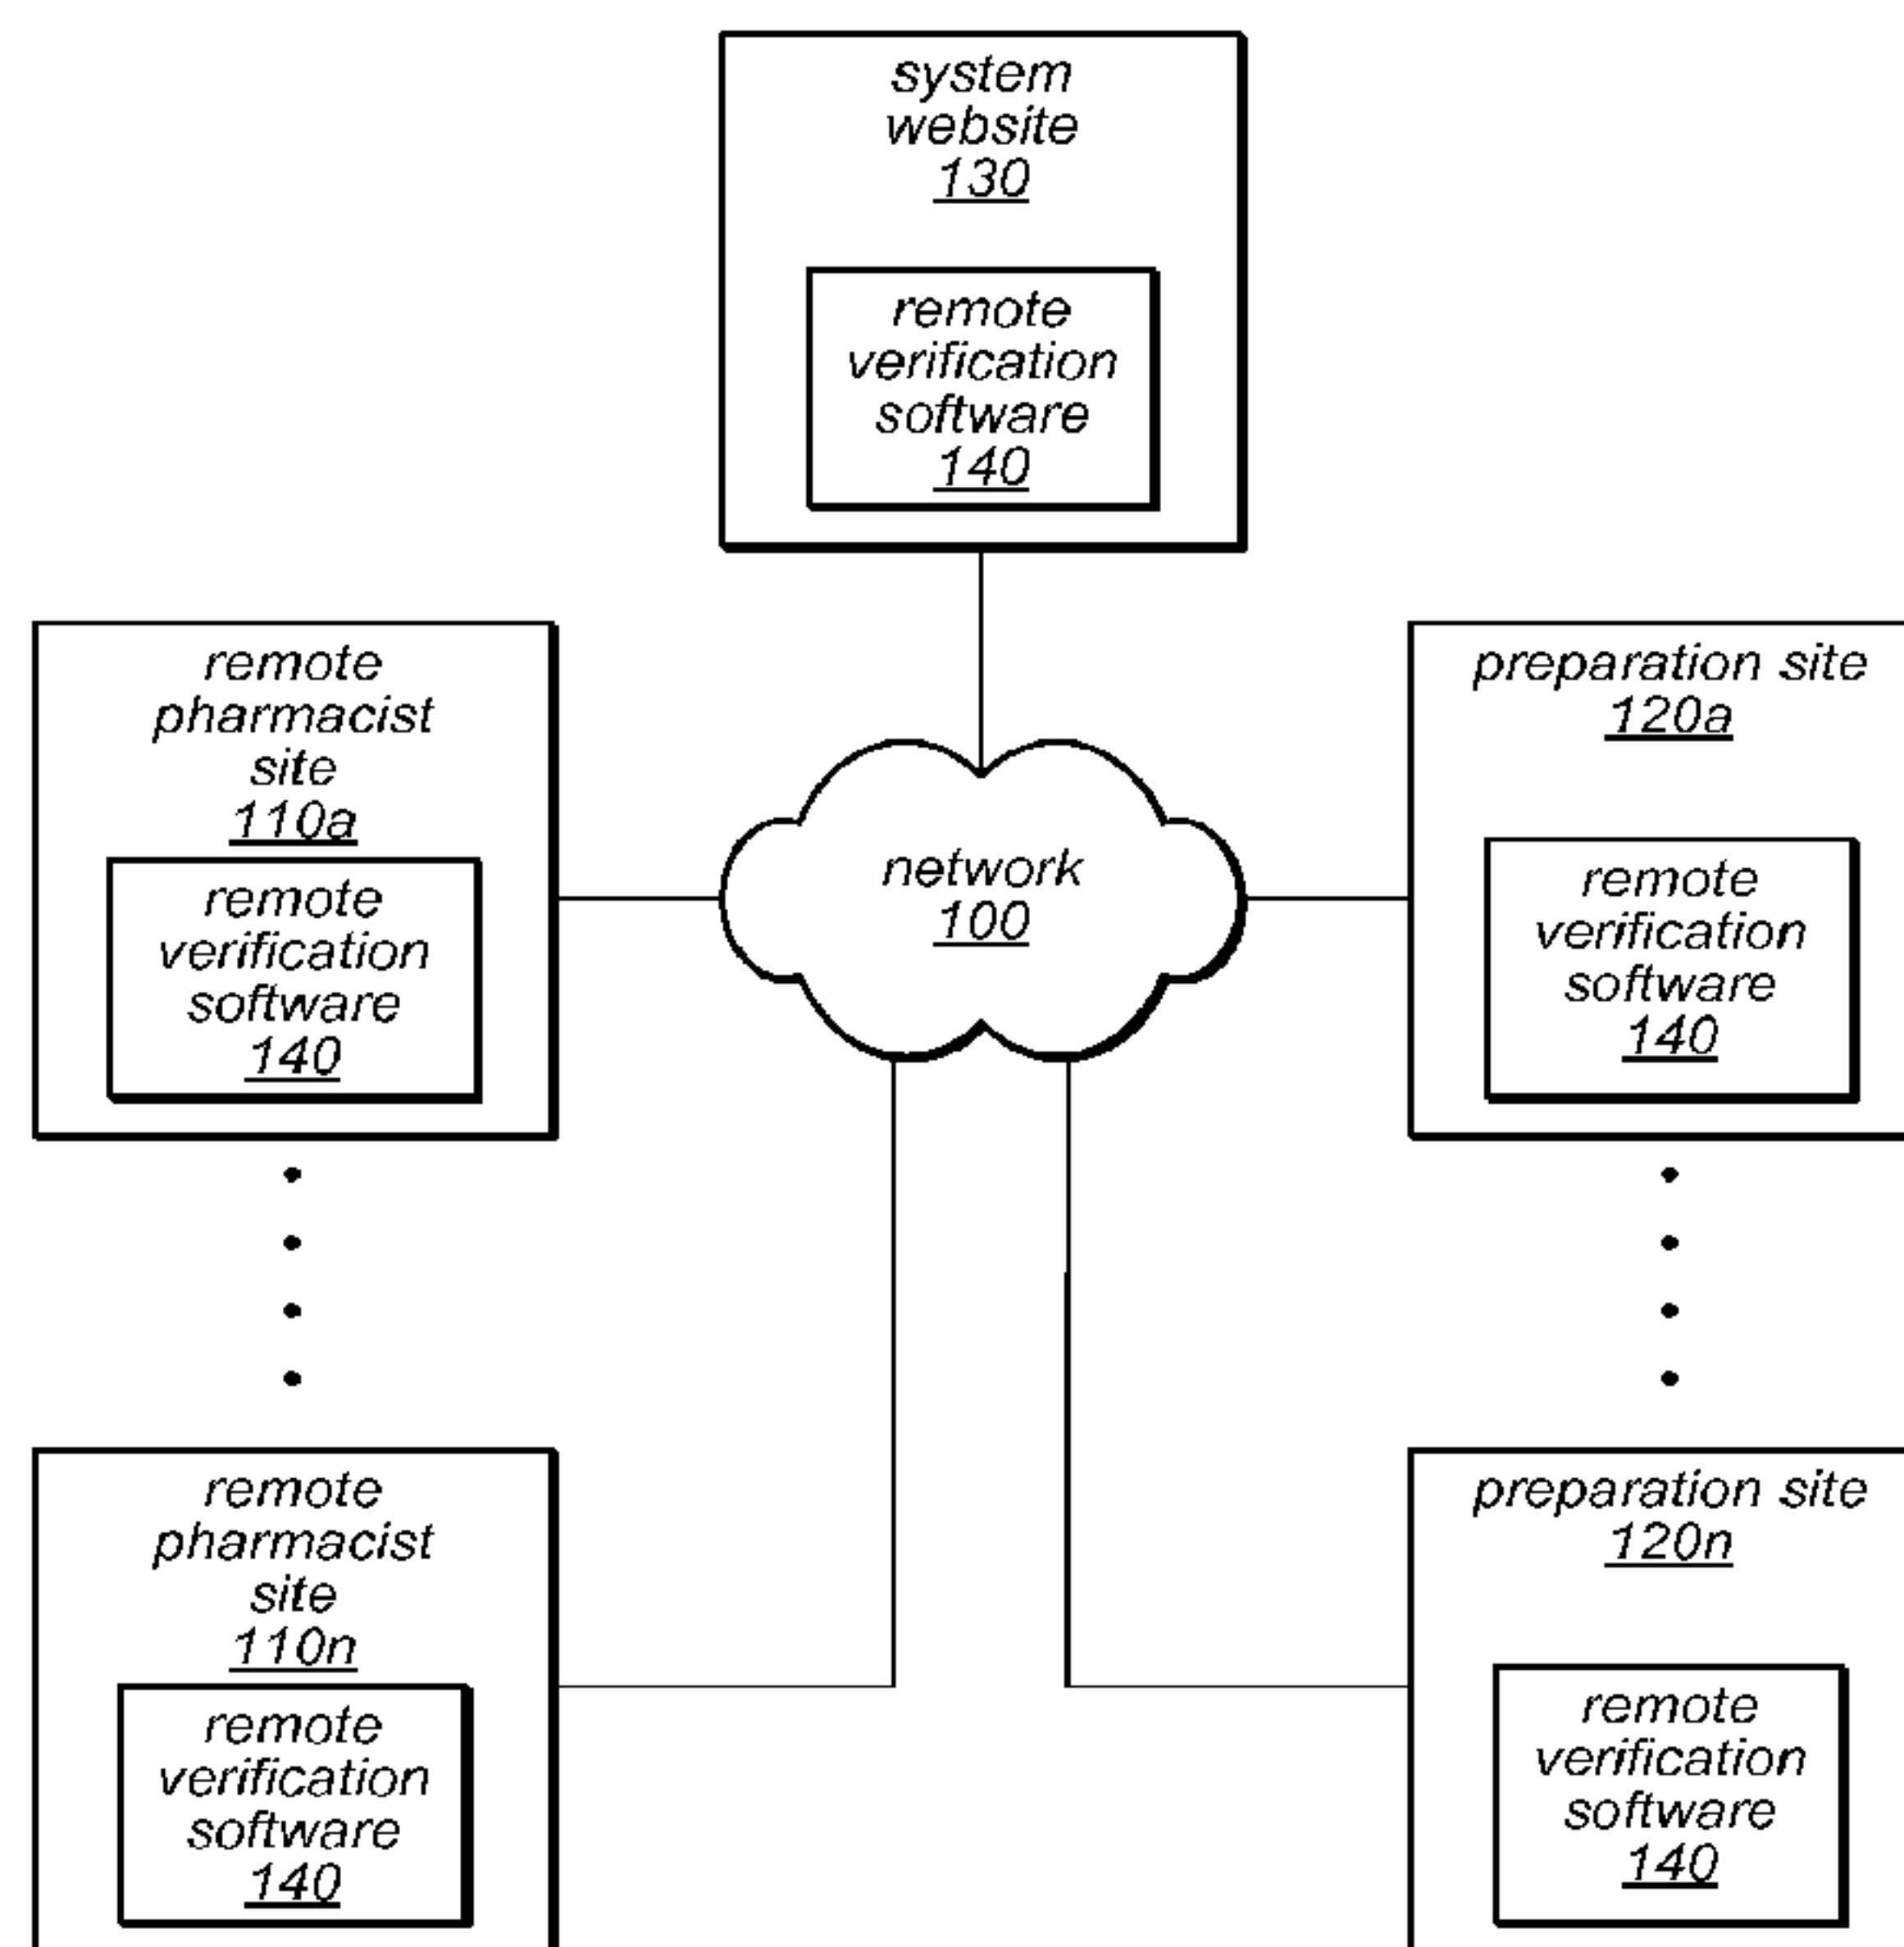 system
website
130
remote
verification
software
140
remote
pharmacist
site
110a
remote
verification
software
140
network
100
preparation site
120a
remote
verification
software
140
remote
pharmacist
site
110n
remote
verification
software
140
preparation site
120n
remote
verification
software
140